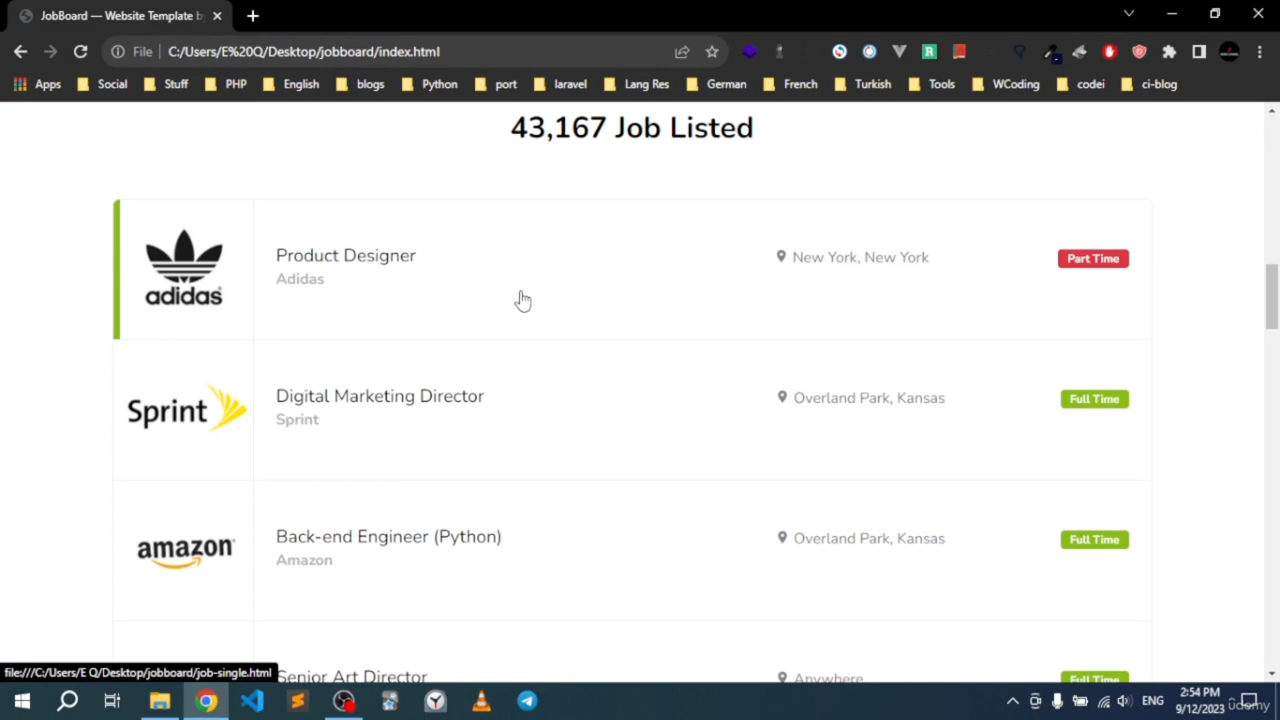 JobBoard — Website Template by
File
C:/Users/E%20Q/Desktop/jobboard/index.html
Apps
Social
Stuff
PHP
English
blogs
Python
port
laravel
Lang Res
German
French
Turkish
Tools
WCoding
codei
ci-blog
43,167 Job Listed
adidas
Product Designer
Adidas
New York, New York
Part Time
Sprint
Digital Marketing Director
Sprint
Overland Park, Kansas
Full Time
amazon
Back-end Engineer (Python)
Amazon
Overland Park, Kansas
Full Time
Senior Art Director
Anywhere
Full Time
file:///C:/Users/E Q/Desktop/jobboard/job-single.html
ENG
2:54 PM
9/12/2023
udemy